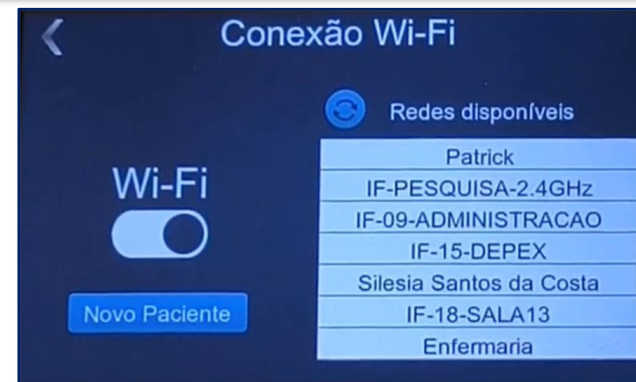 Conexão Wi-Fi
Redes disponíveis
Wi-Fi
Novo Paciente
Patrick
IF-PESQUISA-2.4GHz
IF-09-ADMINISTRACAO
IF-15-DEPEX
Silesia Santos da Costa
IF-18-SALA13
Enfermaria